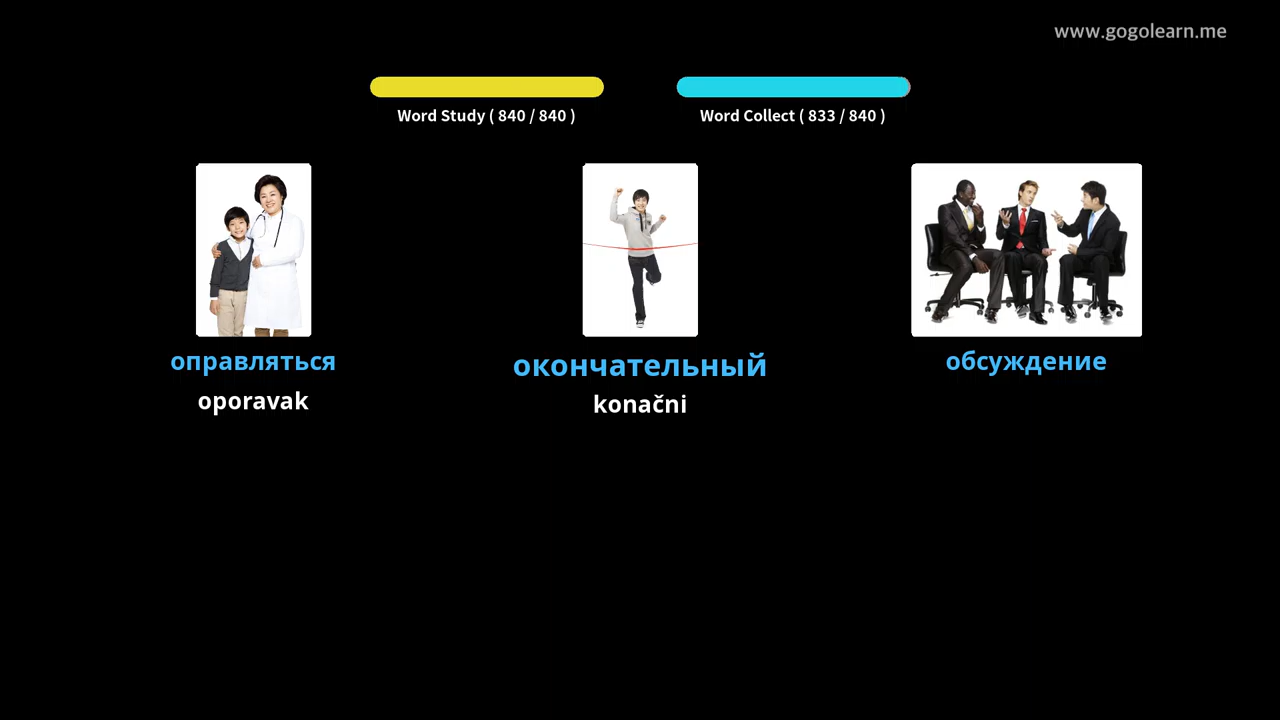 www.gogolearn.me
Word Study ( 840 / 840 )
Word Collect ( 833 / 840 )
оправляться
oporavak
окончательный
konačni
обсуждение